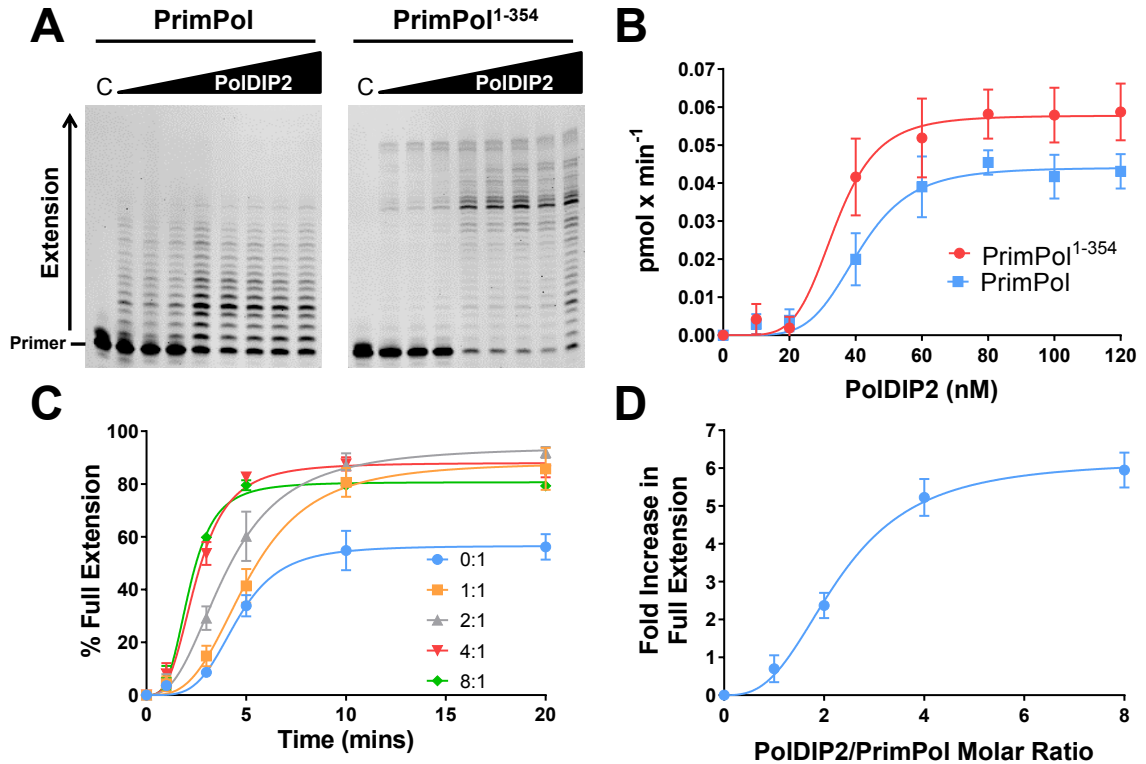 A
PrimPol
PrimPol1-354
C
PolDIP2
C
PolDIP2
Extension
Primer
B
0.07
0.06
0.05
0.04
0.03
0.02
0.01
0.00
pmol x min-1
PrimPol1-354
PrimPol
0 20 40 60 80 100 120
PolDIP2 (nM)
C
100
80
60
40
20
0
% Full Extension
0:1
1:1
2:1
4:1
8:1
0 5 10 15 20
Time (mins)
D
7
6
5
4
3
2
1
0
Fold Increase in
Full Extension
0 2 4 6 8
PolDIP2/PrimPol Molar Ratio